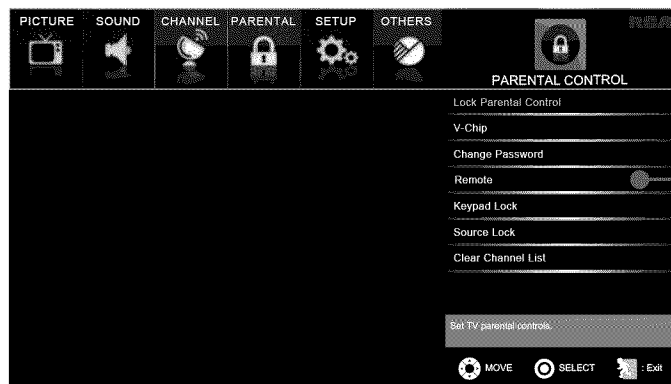 PICTURE SOUND CHANNEL PARENTAL SETUP OTHERS
RCA
PARENTAL CONTROL
Lock Parental Control
V-Chip
Change Password
Remote
Keypad Lock
Source Lock
Clear Channel List
Set TV parental controls.
MOVE SELECT : Exit